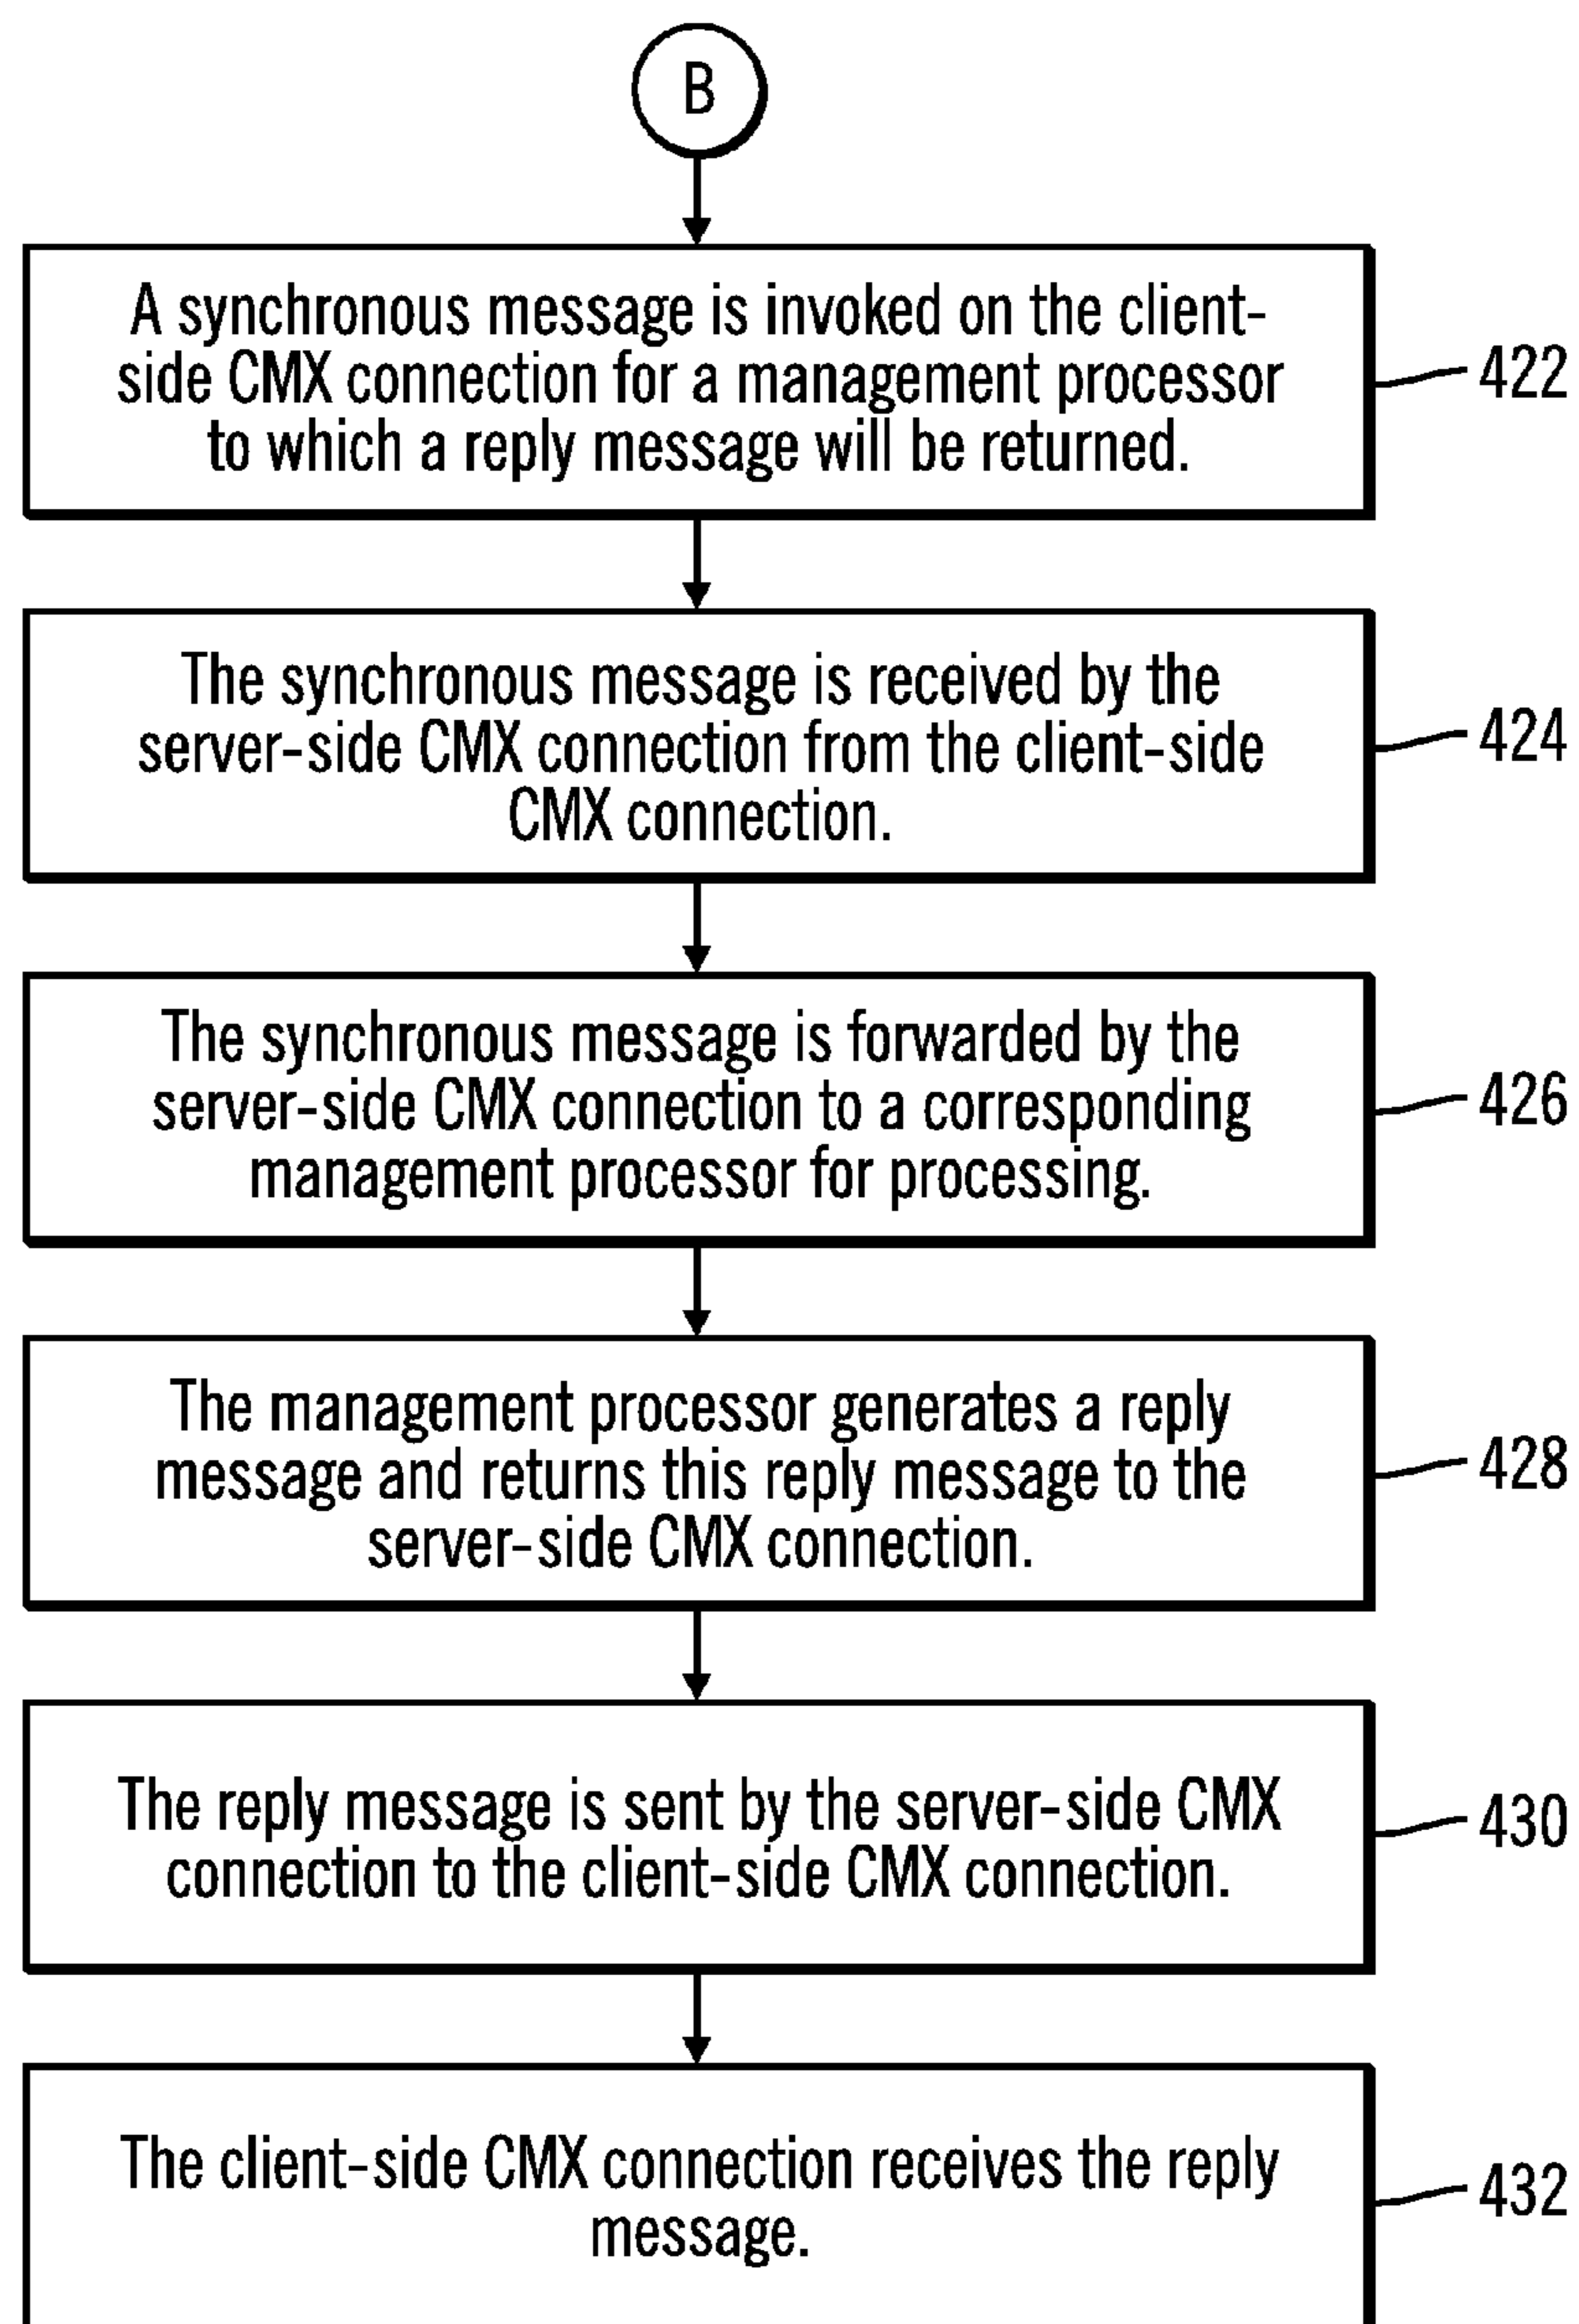 B
A synchronous message is invoked on the client-
side CMX connection for a management processor
to which a reply message will be returned.
422
The synchronous message is received by the
server-side CMX connection from the client-side
CMX connection.
424
The synchronous message is forwarded by the
server-side CMX connection to a corresponding
management processor for processing.
426
The management processor generates a reply
message and returns this reply message to the
server-side CMX connection.
428
The reply message is sent by the server-side CMX
connection to the client-side CMX connection.
430
The client-side CMX connection receives the reply
message.
432